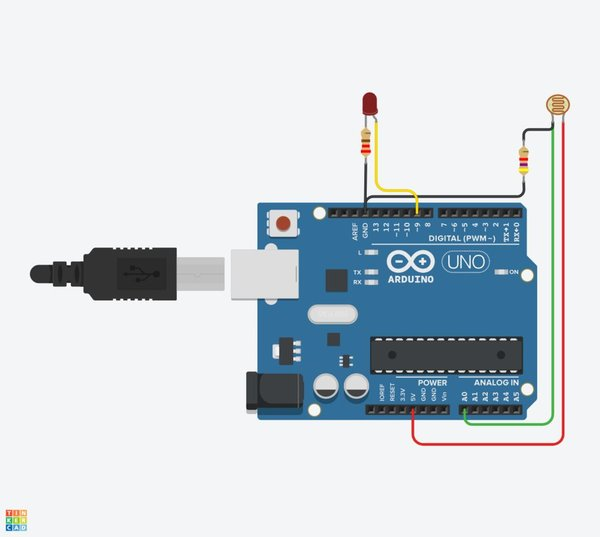 AREF
GND
13
12
~11
~10
~9
8
7
~6
~5
4
~3
2
TX→1
RX←0
DIGITAL (PWM~)
L
TX
RX
ARDUINO
UNO
ON
IOREF
RESET
3.3V
5V
GND
GND
Vin
POWER
ANALOG IN
A0
A1
A2
A3
A4
A5
TIN
KER
CAD